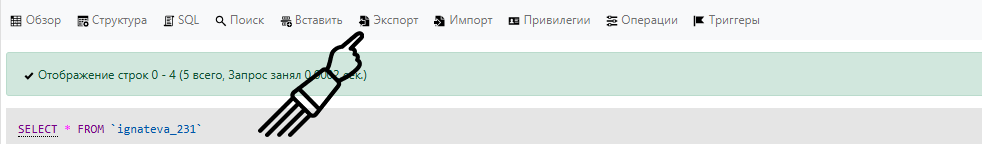 Обзор Структура SQL Поиск Вставить Экспорт Импорт Привилегии Операции Триггеры
Отображение строк 0 - 4 (5 всего, Запрос занял сек.)
SELECT * FROM `ignateva_231`